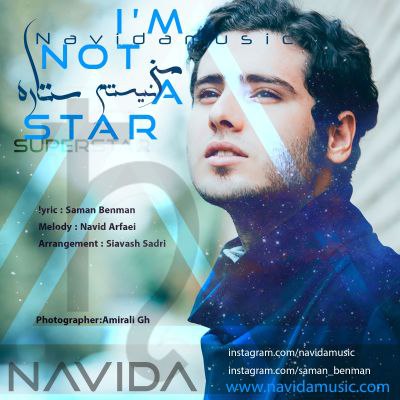 I'M
Navidamusic
NOT
من ستاره نیستم
A
STAR
SUPERSTAR
lyric : Saman Benman
Melody : Navid Arfaei
Arrangement : Siavash Sadri
Photographer:Amirali Gh
NAVIDA
instagram.com/navidamusic
instagram.com/saman_benman
www.navidamusic.com